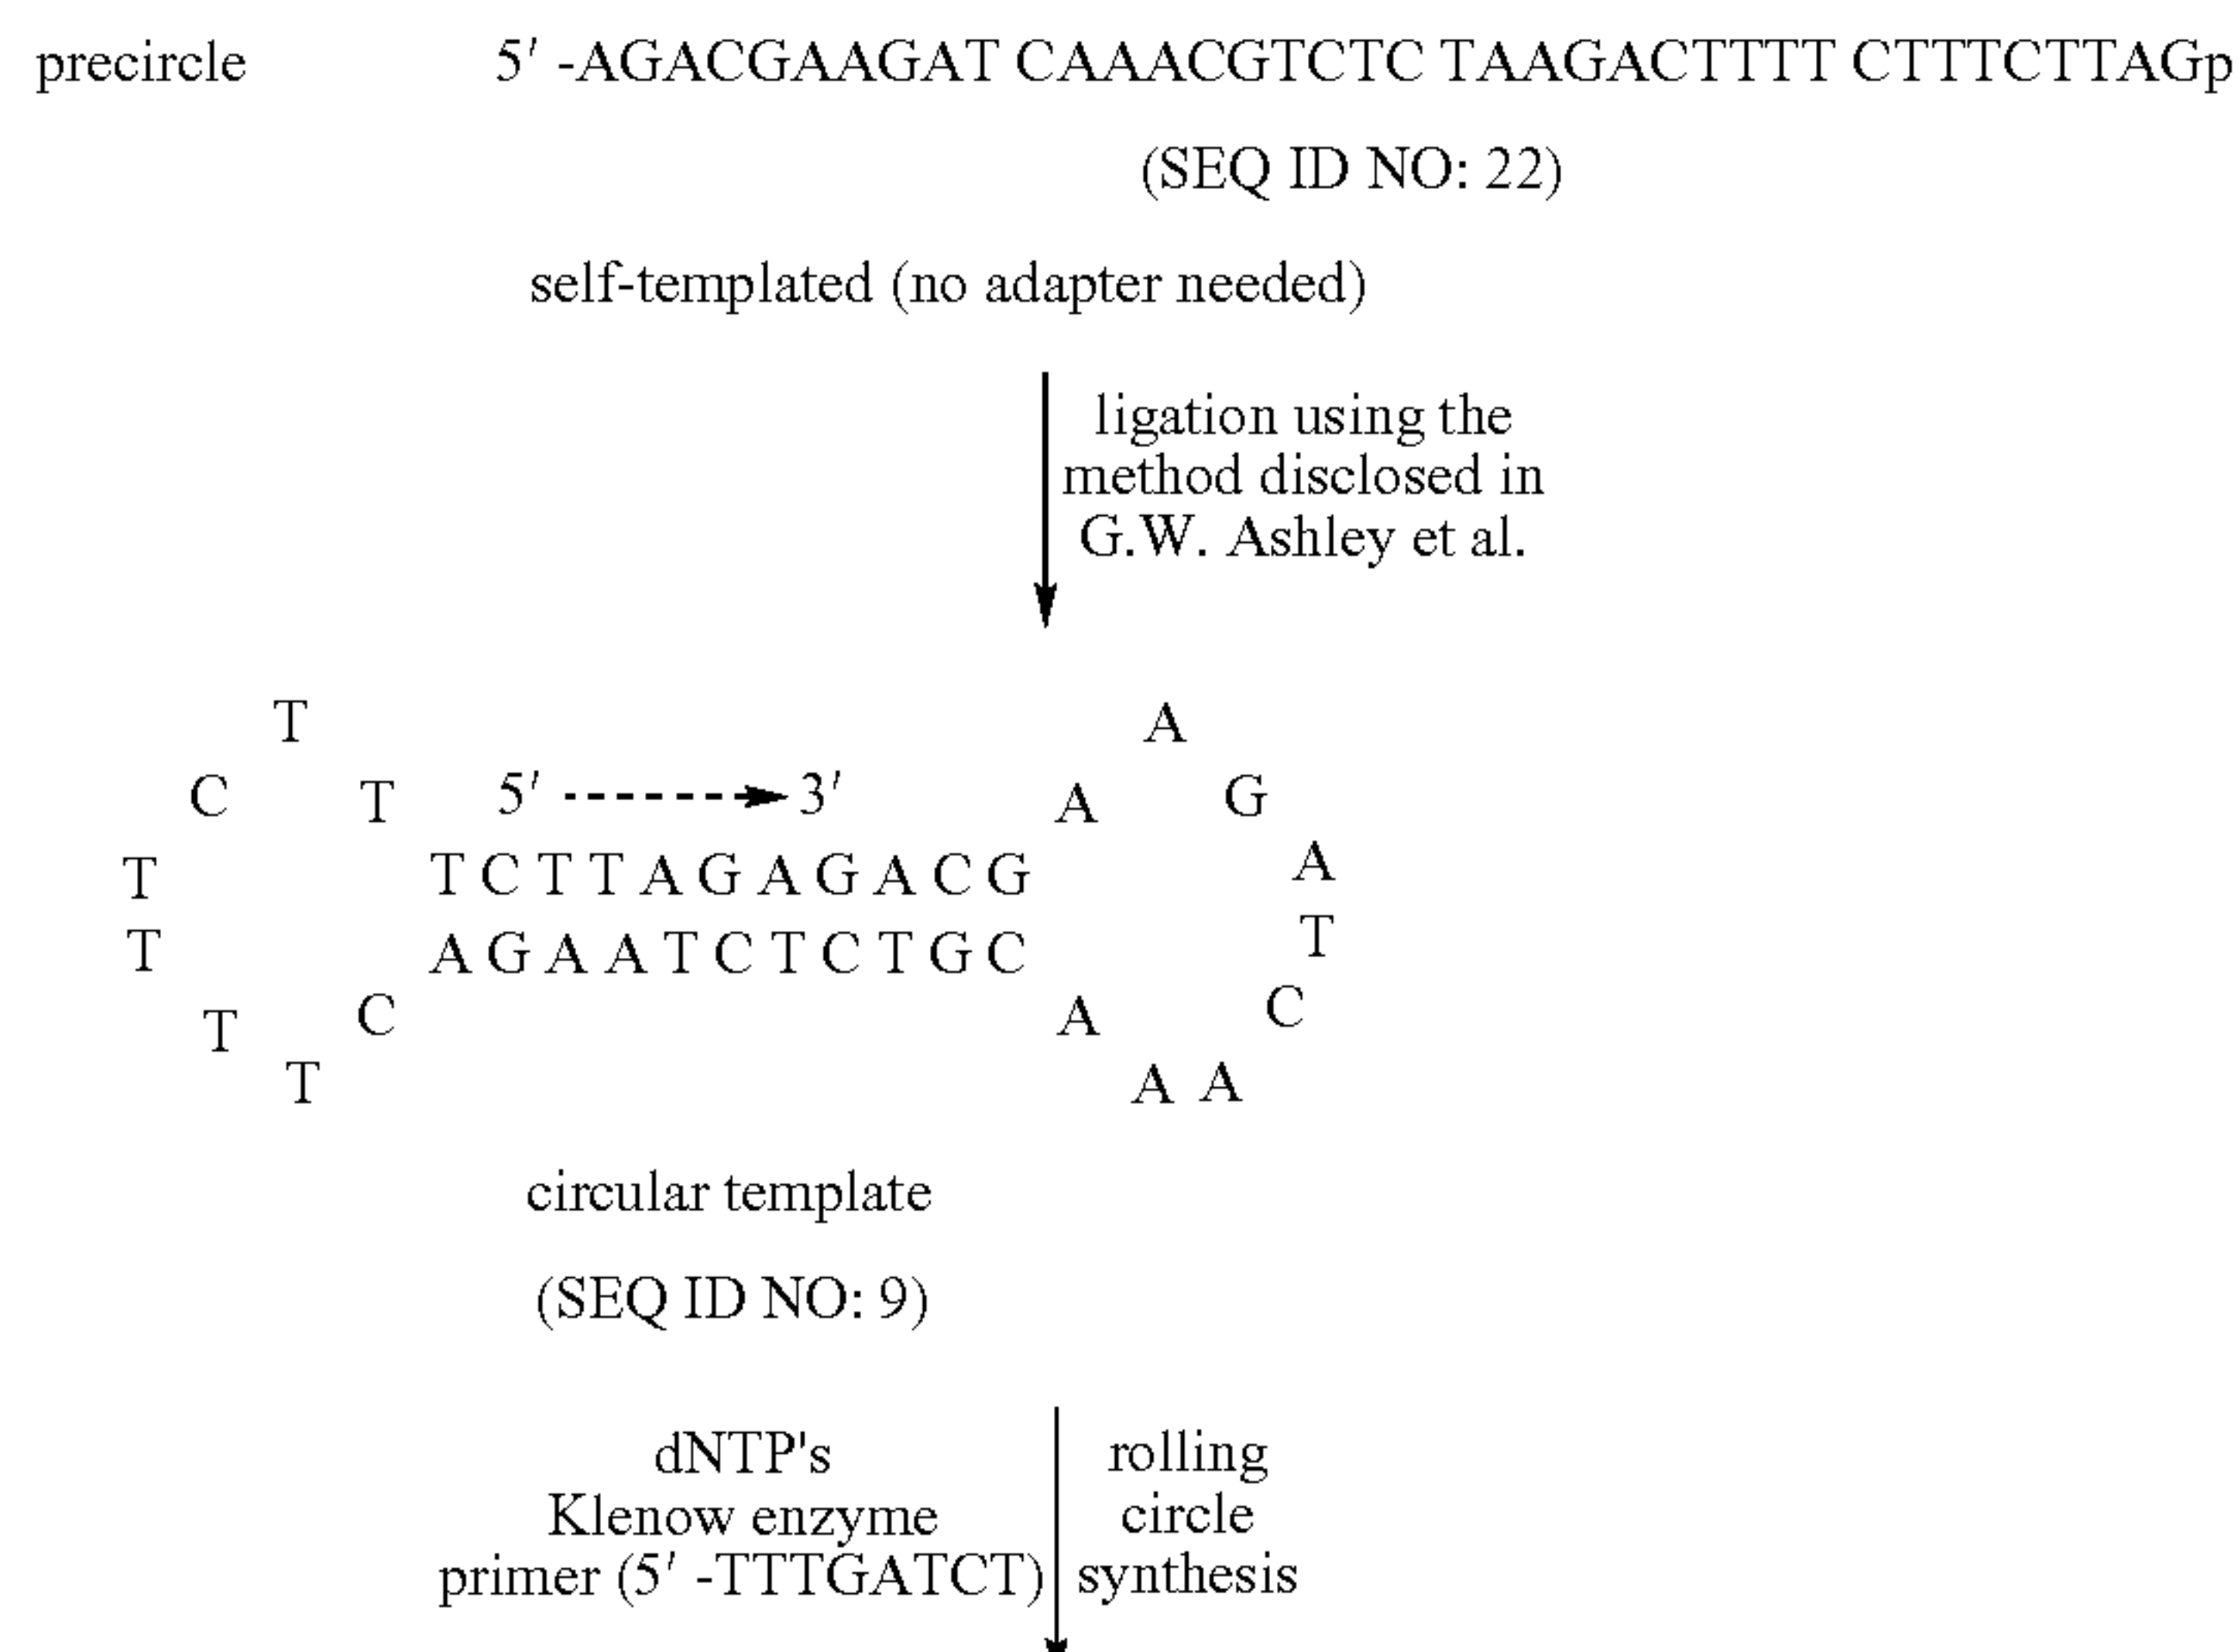 precircle 5′ -AGACGAAGAT CAAACGTCTC TAAGACTTTT CTTTCTTAGp
(SEQ ID NO: 22)
self-templated (no adapter needed)
ligation using the
method disclosed in
G.W. Ashley et al.
T A
C T 5′ 3′ A G
T TCTTAGAGACG A
T AGAATCTCTGC T
T C A C
T A A
circular template
(SEQ ID NO: 9)
dNTP's rolling
Klenow enzyme circle
primer (5′ -TTTGATCT) synthesis